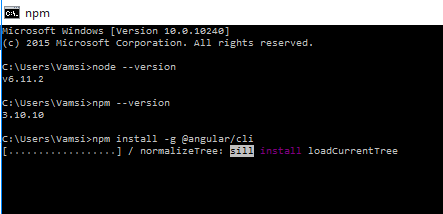 npm
Microsoft Windows [Version 10.0.10240]
(c) 2015 Microsoft Corporation. All rights reserved.
C:\Users\Vamsi>node --version
v6.11.2
C:\Users\Vamsi>npm --version
3.10.10
C:\Users\Vamsi>npm install -g @angular/cli
[..................] / normalizeTree: sill install loadCurrentTree